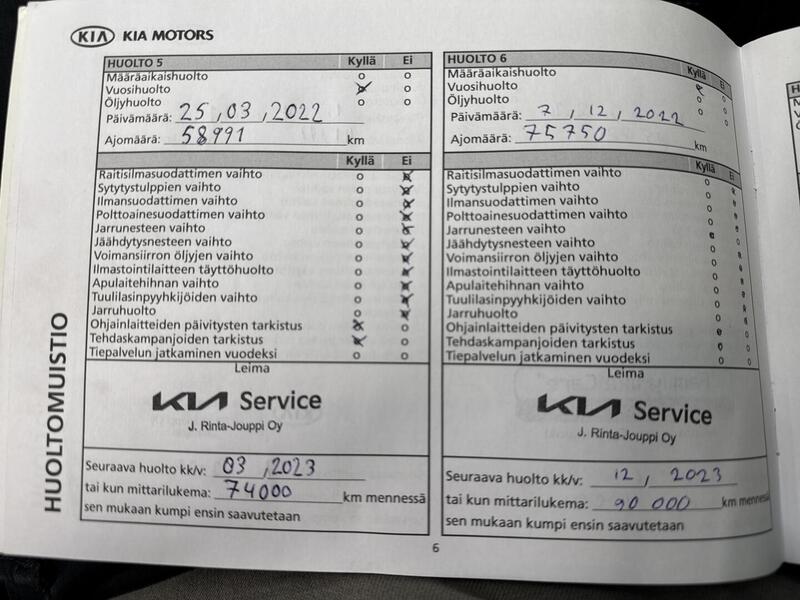 KIA KIA MOTORS
HUOLTO 5 Kyllä Ei
Määräaikaishuolto o o
Vuosihuolto x o
Öljyhuolto o o
Päivämäärä: 25, 03, 2022
Ajomäärä: 58991 km
Kyllä Ei
Raitisilmasuodattimen vaihto o x
Sytytystulppien vaihto o x
Ilmansuodattimen vaihto o x
Polttoainesuodattimen vaihto o x
Jarrunesteen vaihto o x
Jäähdytysnesteen vaihto o x
Voimansiirron öljyjen vaihto o x
Ilmastointilaitteen täyttöhuolto o x
Apulaitehihnan vaihto o x
Tuulilasinpyyhkijöiden vaihto o x
Jarruhuolto o x
Ohjainlaitteiden päivitysten tarkistus x o
Tehdaskampanjoiden tarkistus x o
Tiepalvelun jatkaminen vuodeksi o o
Leima
KIA Service
J. Rinta-Jouppi Oy
Seuraava huolto kk/v: 03, 2023
tai kun mittarilukema: 74000 km mennessä
sen mukaan kumpi ensin saavutetaan
HUOLTO 6 Kyllä Ei
Määräaikaishuolto
Vuosihuolto
Öljyhuolto
Päivämäärä: 7, 12, 2022
Ajomäärä: 75750 km
Kyllä Ei
Raitisilmasuodattimen vaihto
Sytytystulppien vaihto
Ilmansuodattimen vaihto
Polttoainesuodattimen vaihto
Jarrunesteen vaihto
Jäähdytysnesteen vaihto
Voimansiirron öljyjen vaihto
Ilmastointilaitteen täyttöhuolto
Apulaitehihnan vaihto
Tuulilasinpyyhkijöiden vaihto
Jarruhuolto
Ohjainlaitteiden päivitysten tarkistus
Tehdaskampanjoiden tarkistus
Tiepalvelun jatkaminen vuodeksi
Leima
KIA Service
J. Rinta-Jouppi Oy
Seuraava huolto kk/v: 12, 2023
tai kun mittarilukema: 90 000 km mennessä
sen mukaan kumpi ensin saavutetaan
HUOLTOMUISTIO
6